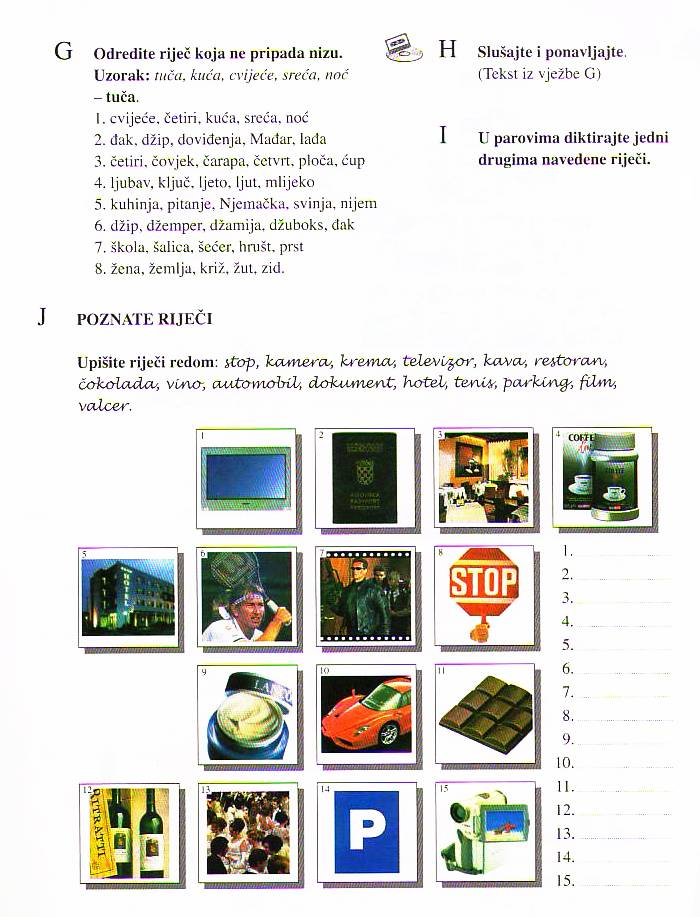 G Odredite riječ koja ne pripada nizu.
Uzorak: tuča, kuća, cvijeće, sreća, noć
– tuča.
1. cvijeće, četiri, kuća, sreća, noć
2. đak, džip, doviđenja, Mađar, lađa
3. četiri, čovjek, čarapa, četvrt, ploča, ćup
4. ljubav, ključ, ljeto, ljut, mlijeko
5. kuhinja, pitanje, Njemačka, svinja, nijem
6. džip, džemper, džamija, džuboks, đak
7. škola, šalica, šećer, hrušt, prst
8. žena, žemlja, križ, žut, zid.
H Slušajte i ponavljajte.
(Tekst iz vježbe G)
I U parovima diktirajte jedni
drugima navedene riječi.
J POZNATE RIJEČI
Upišite riječi redom: stop, kamera, krema, televizor, kava, restoran,
čokolada, vino, automobil, dokument, hotel, tenis, parking, film,
valcer.
1
2
3
4
COFFE
5
HOTEL
6
7
8
STOP
9
10
11
12
13
14
P
15
1.
2.
3.
4.
5.
6.
7.
8.
9.
10.
11.
12.
13.
14.
15.